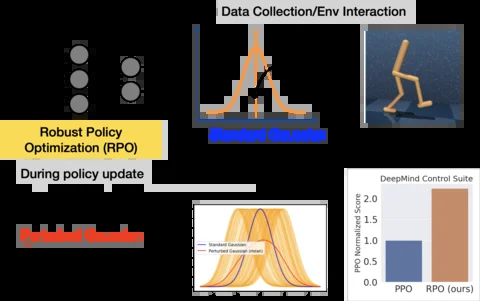 Data Collection/Env Interaction
Standard Gaussian
Robust Policy
Optimization (RPO)
During policy update
Perturbed Gaussian
Standard Gaussian
Perturbed Gaussian (mean)
DeepMind Control Suite
PPO Normalized Score
2.0
1.5
1.0
0.5
0.0
PPO
RPO (ours)